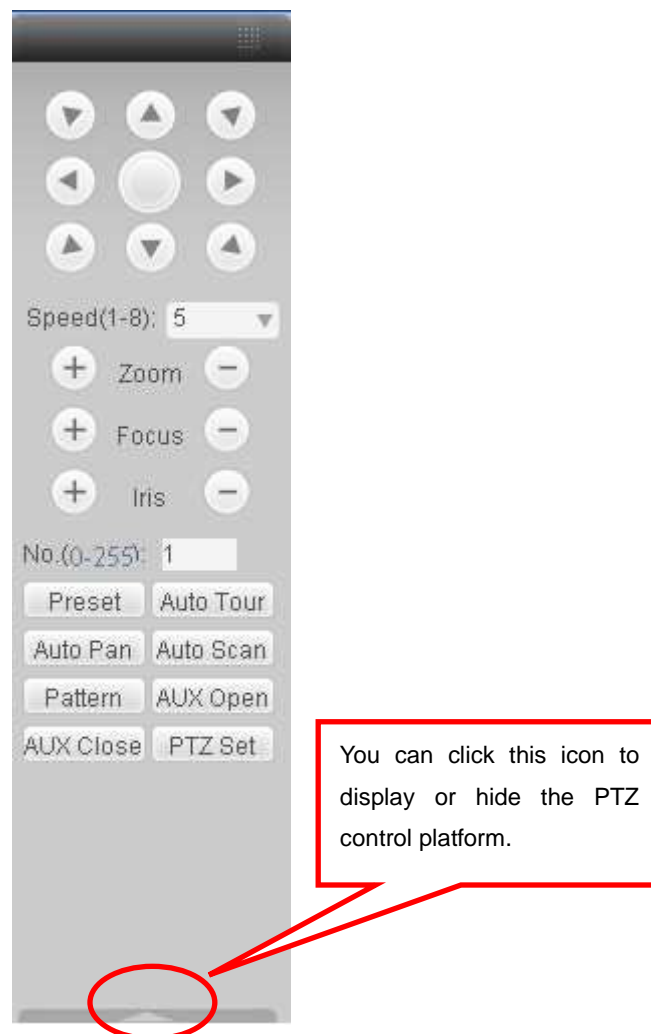 Speed(1-8): 5
+ Zoom −
+ Focus −
+ Iris −
No.(0-255): 1
Preset Auto Tour
Auto Pan Auto Scan
Pattern AUX Open
AUX Close PTZ Set
You can click this icon to
display or hide the PTZ
control platform.